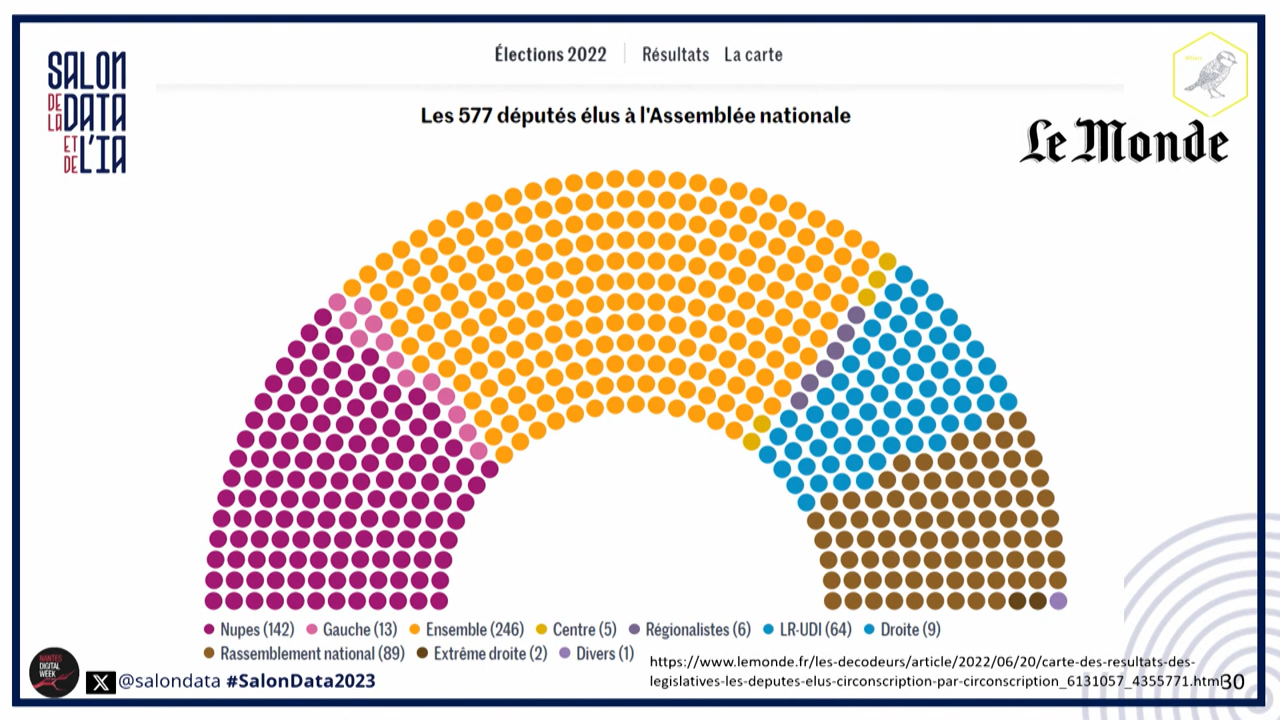 SALON
DE LA DATA
ET DE L'IA
Élections 2022 | Résultats La carte
Les 577 députés élus à l'Assemblée nationale
Le Monde
Nupes (142) Gauche (13) Ensemble (246) Centre (5) Régionalistes (6) LR-UDI (64) Droite (9)
Rassemblement national (89) Extrême droite (2) Divers (1)
https://www.lemonde.fr/les-decodeurs/article/2022/06/20/carte-des-resultats-des-
legislatives-les-deputes-elus-circonscription-par-circonscription_6131057_4355771.html
30
NANTES
DIGITAL
WEEK
X @salondata #SalonData2023